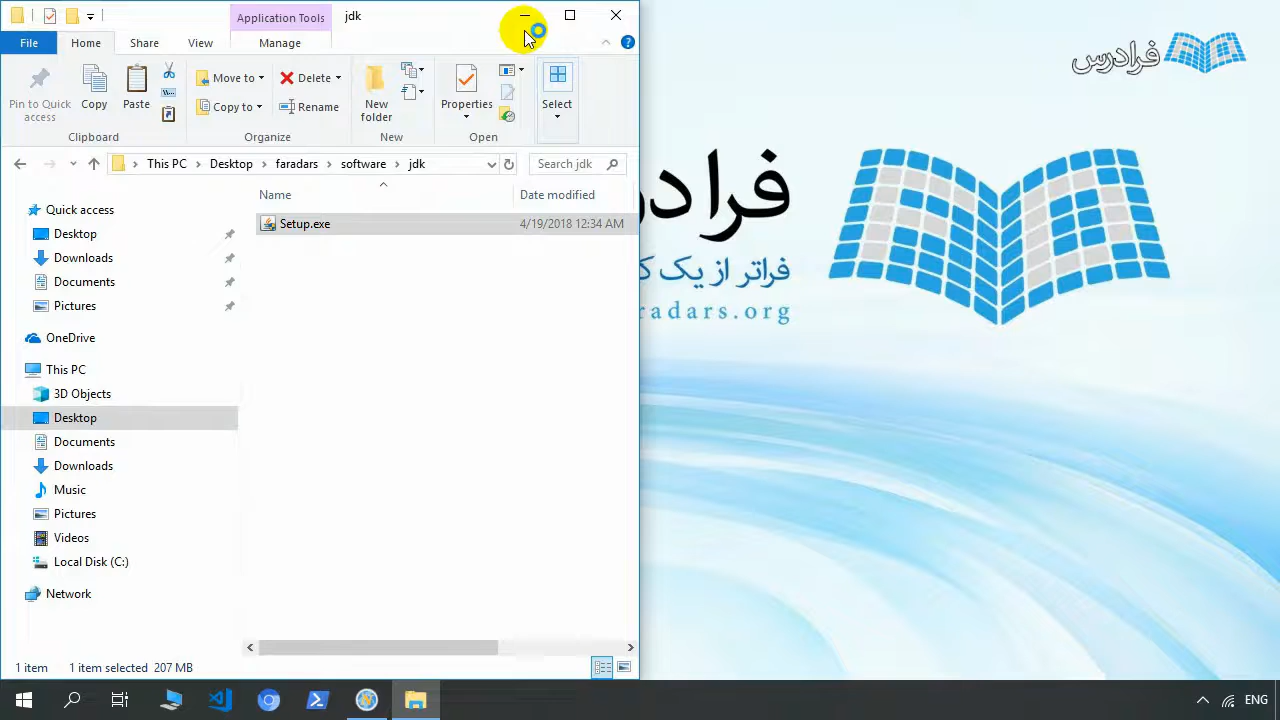 Application Tools
jdk
File
Home
Share
View
Manage
Pin to Quick access
Copy
Paste
Move to
Copy to
Delete
Rename
New folder
Properties
Select
Clipboard
Organize
New
Open
This PC
Desktop
faradars
software
jdk
Search jdk
Name
Date modified
Setup.exe
4/19/2018 12:34 AM
Quick access
Desktop
Downloads
Documents
Pictures
OneDrive
This PC
3D Objects
Desktop
Documents
Downloads
Music
Pictures
Videos
Local Disk (C:)
Network
1 item
1 item selected 207 MB
فرادرس
فراتر از یک
radars.org
ENG